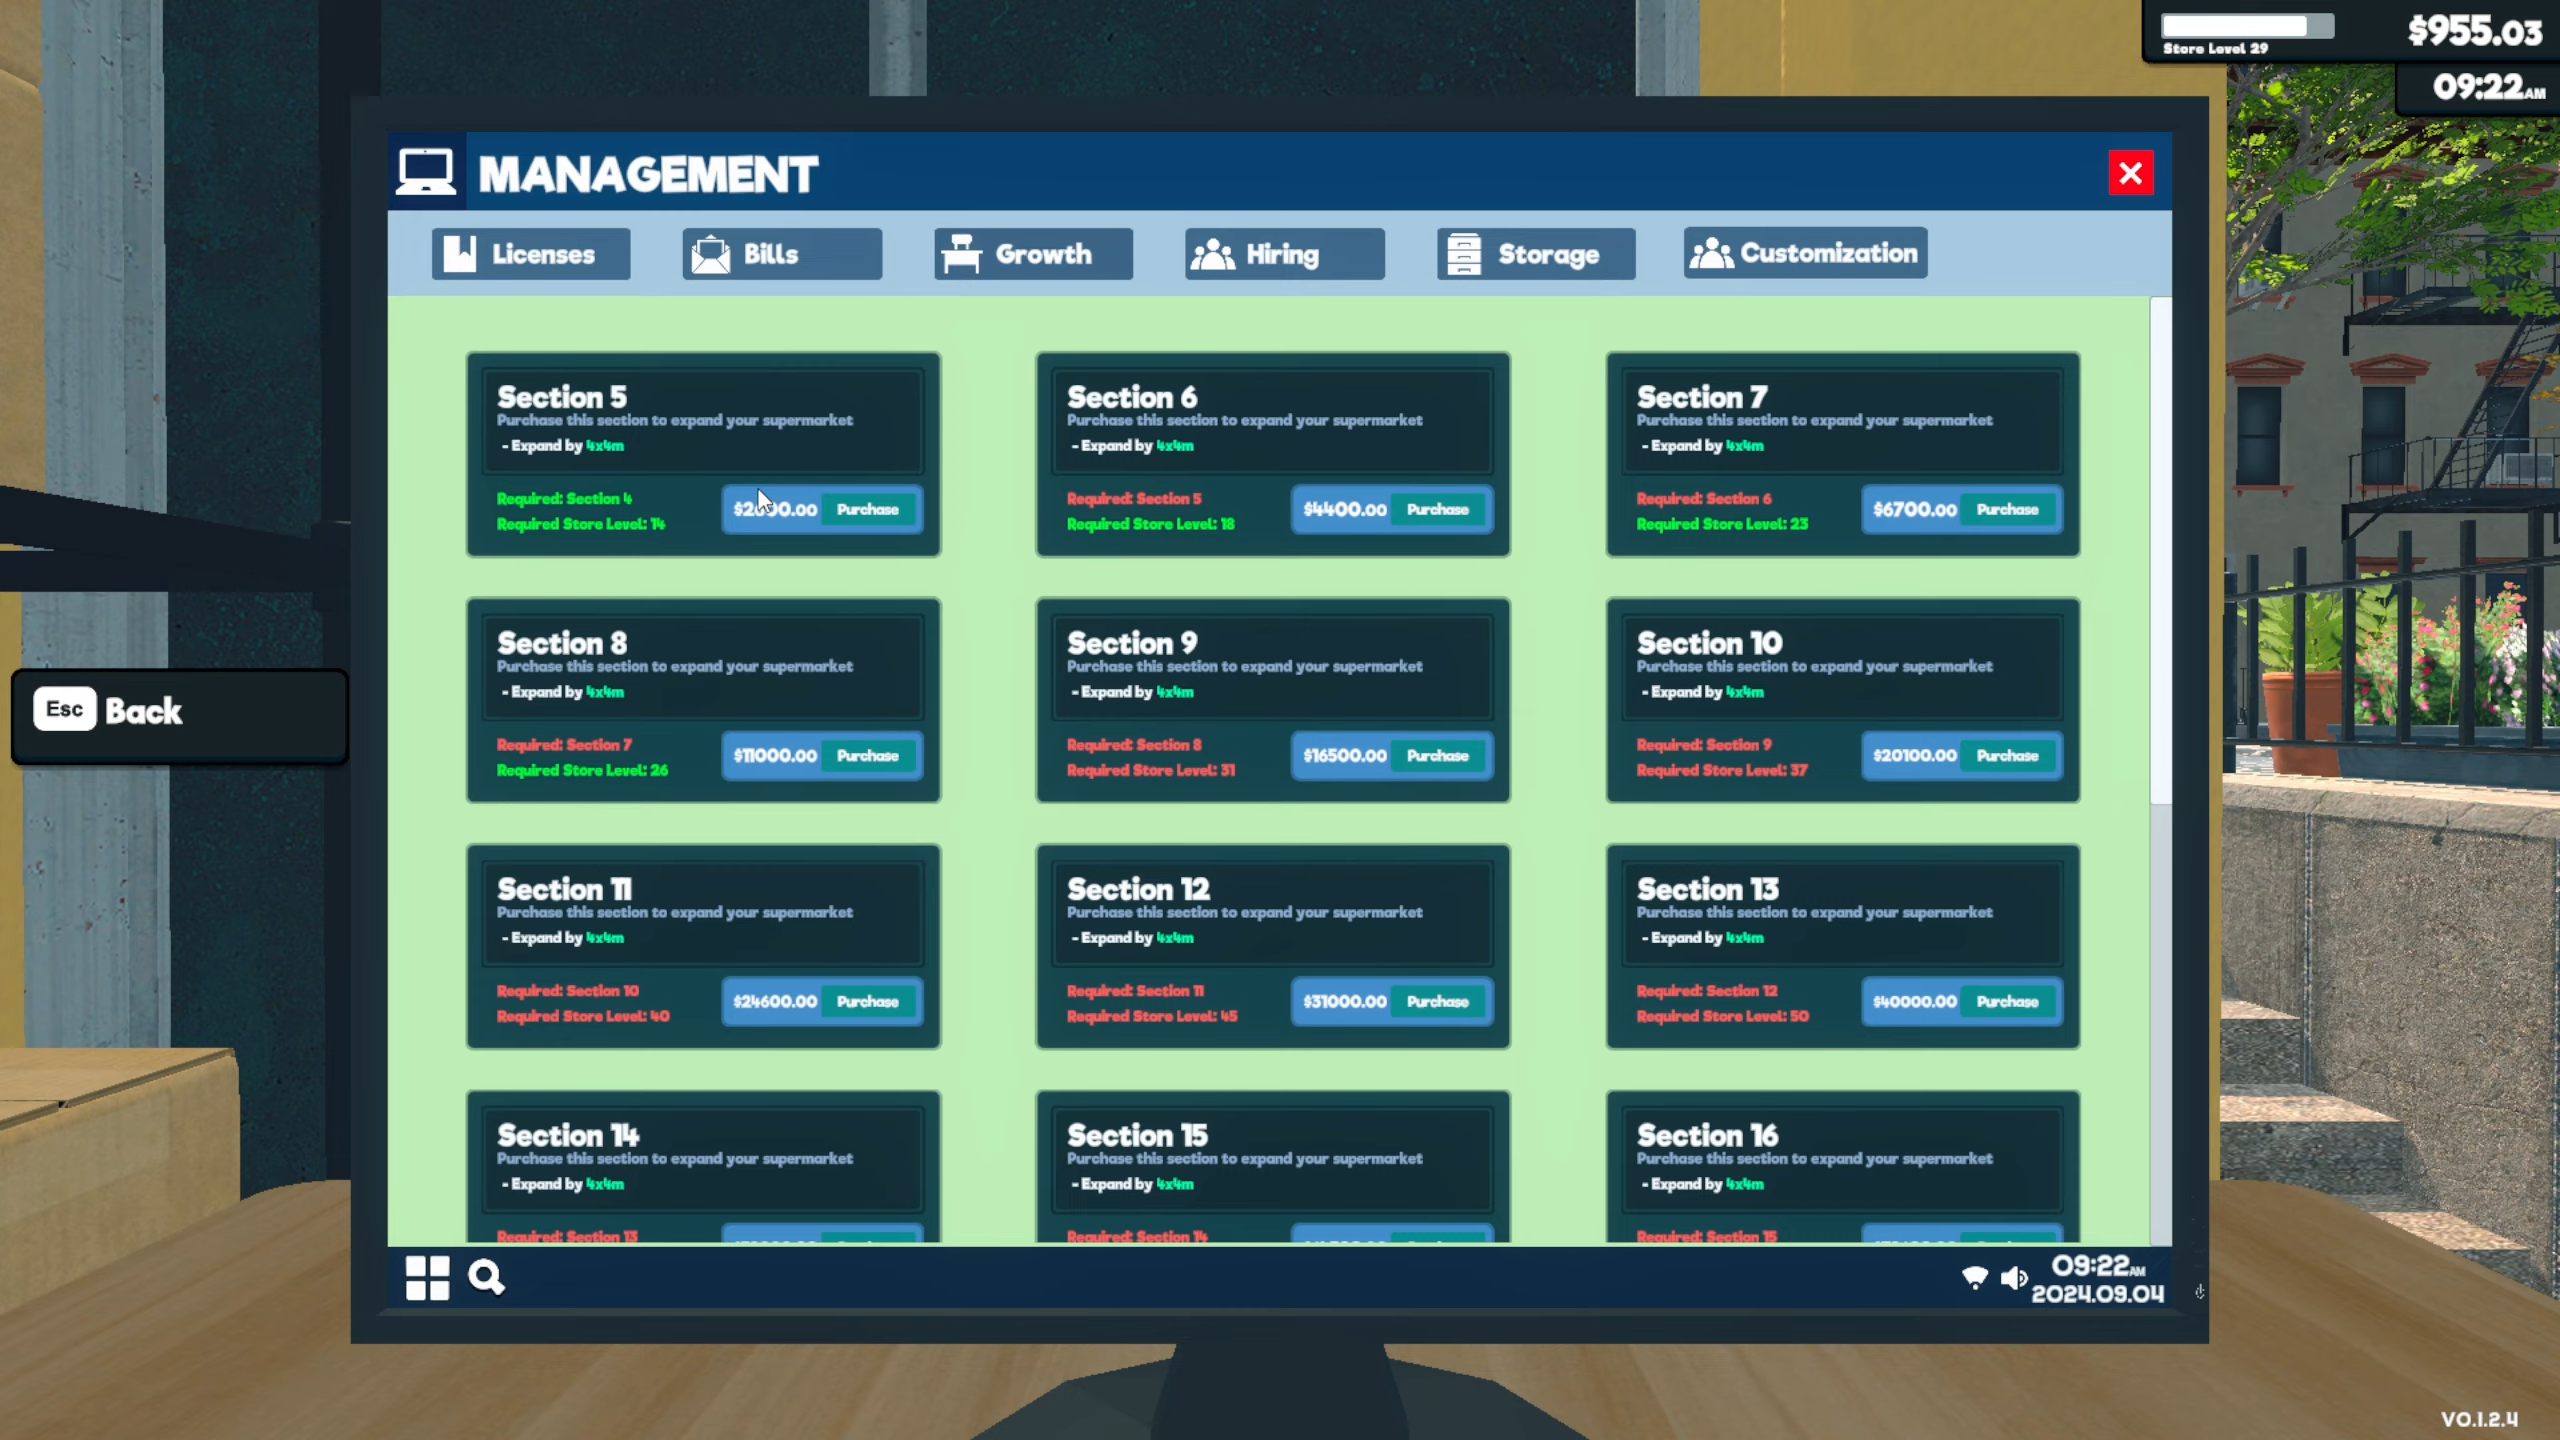 $955.03
Store Level 29
09:22AM
MANAGEMENT
Licenses
Bills
Growth
Hiring
Storage
Customization
Section 5
Purchase this section to expand your supermarket
- Expand by 4x4m
Required: Section 4
Required Store Level: 14
Purchase
Section 6
Purchase this section to expand your supermarket
- Expand by 4x4m
Required: Section 5
Required Store Level: 18
$4400.00 Purchase
Section 7
Purchase this section to expand your supermarket
- Expand by 4x4m
Required: Section 6
Required Store Level: 23
$6700.00 Purchase
Section 8
Purchase this section to expand your supermarket
- Expand by 4x4m
Required: Section 7
Required Store Level: 26
$11000.00 Purchase
Section 9
Purchase this section to expand your supermarket
- Expand by 4x4m
Required: Section 8
Required Store Level: 31
$16500.00 Purchase
Section 10
Purchase this section to expand your supermarket
- Expand by 4x4m
Required: Section 9
Required Store Level: 37
$20100.00 Purchase
Section 11
Purchase this section to expand your supermarket
- Expand by 4x4m
Required: Section 10
Required Store Level: 40
$24600.00 Purchase
Section 12
Purchase this section to expand your supermarket
- Expand by 4x4m
Required: Section 11
Required Store Level: 45
$31000.00 Purchase
Section 13
Purchase this section to expand your supermarket
- Expand by 4x4m
Required: Section 12
Required Store Level: 50
$40000.00 Purchase
Section 14
Purchase this section to expand your supermarket
- Expand by 4x4m
Required: Section 13
Section 15
Purchase this section to expand your supermarket
- Expand by 4x4m
Required: Section 14
Section 16
Purchase this section to expand your supermarket
- Expand by 4x4m
Required: Section 15
Esc Back
09:22AM
2024.09.04
V0.1.2.4